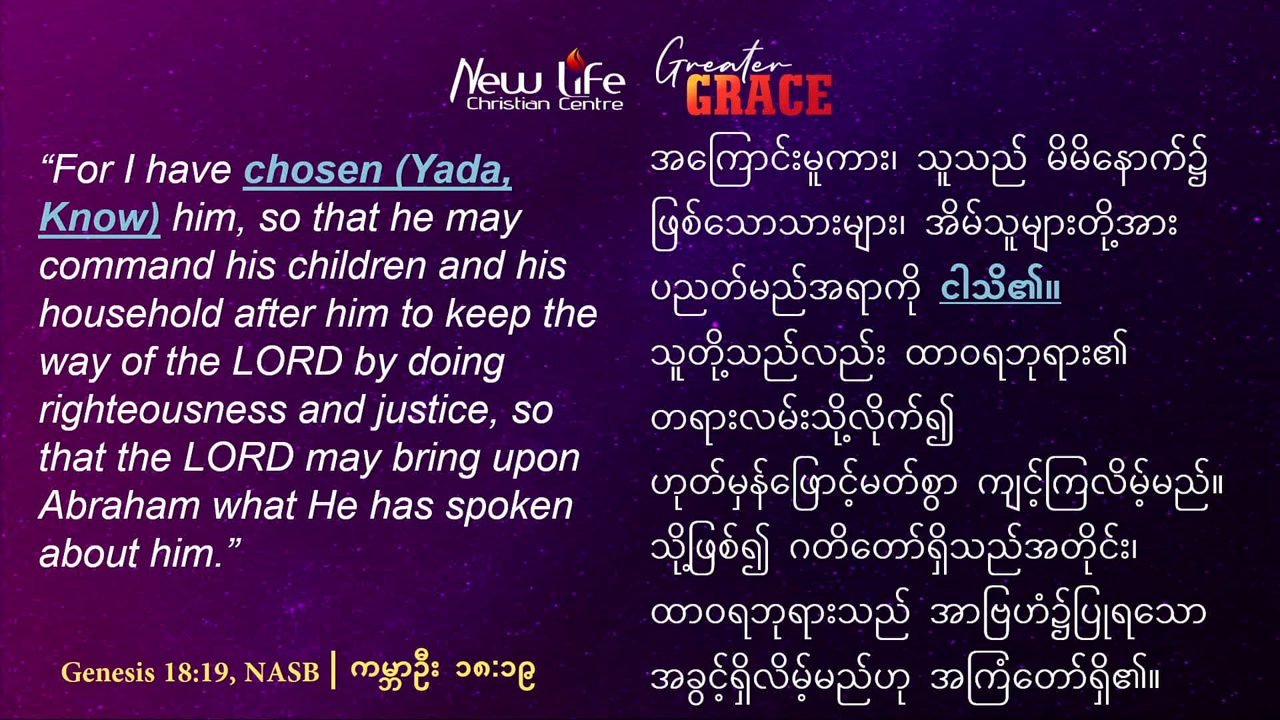 New Life
Christian Centre
Greater
GRACE
“For I have chosen (Yada,
Know) him, so that he may
command his children and his
household after him to keep the
way of the LORD by doing
righteousness and justice, so
that the LORD may bring upon
Abraham what He has spoken
about him.”
အကြောင်းမူကား၊ သူသည် မိမိနောက်၌
ဖြစ်သောသားများ၊ အိမ်သူများတို့အား
ပညတ်မည်အရာကို ငါသိ၏။
သူတို့သည်လည်း ထာဝရဘုရား၏
တရားလမ်းသို့လိုက်၍
ဟုတ်မှန်ဖြောင့်မတ်စွာ ကျင့်ကြလိမ့်မည်။
သို့ဖြစ်၍ ဂတိတော်ရှိသည်အတိုင်း၊
ထာဝရဘုရားသည် အာဗြဟံ၌ပြုရသော
အခွင့်ရှိလိမ့်မည်ဟု အကြံတော်ရှိ၏။
Genesis 18:19, NASB | ကမ္ဘာဦး ၁၈:၁၉